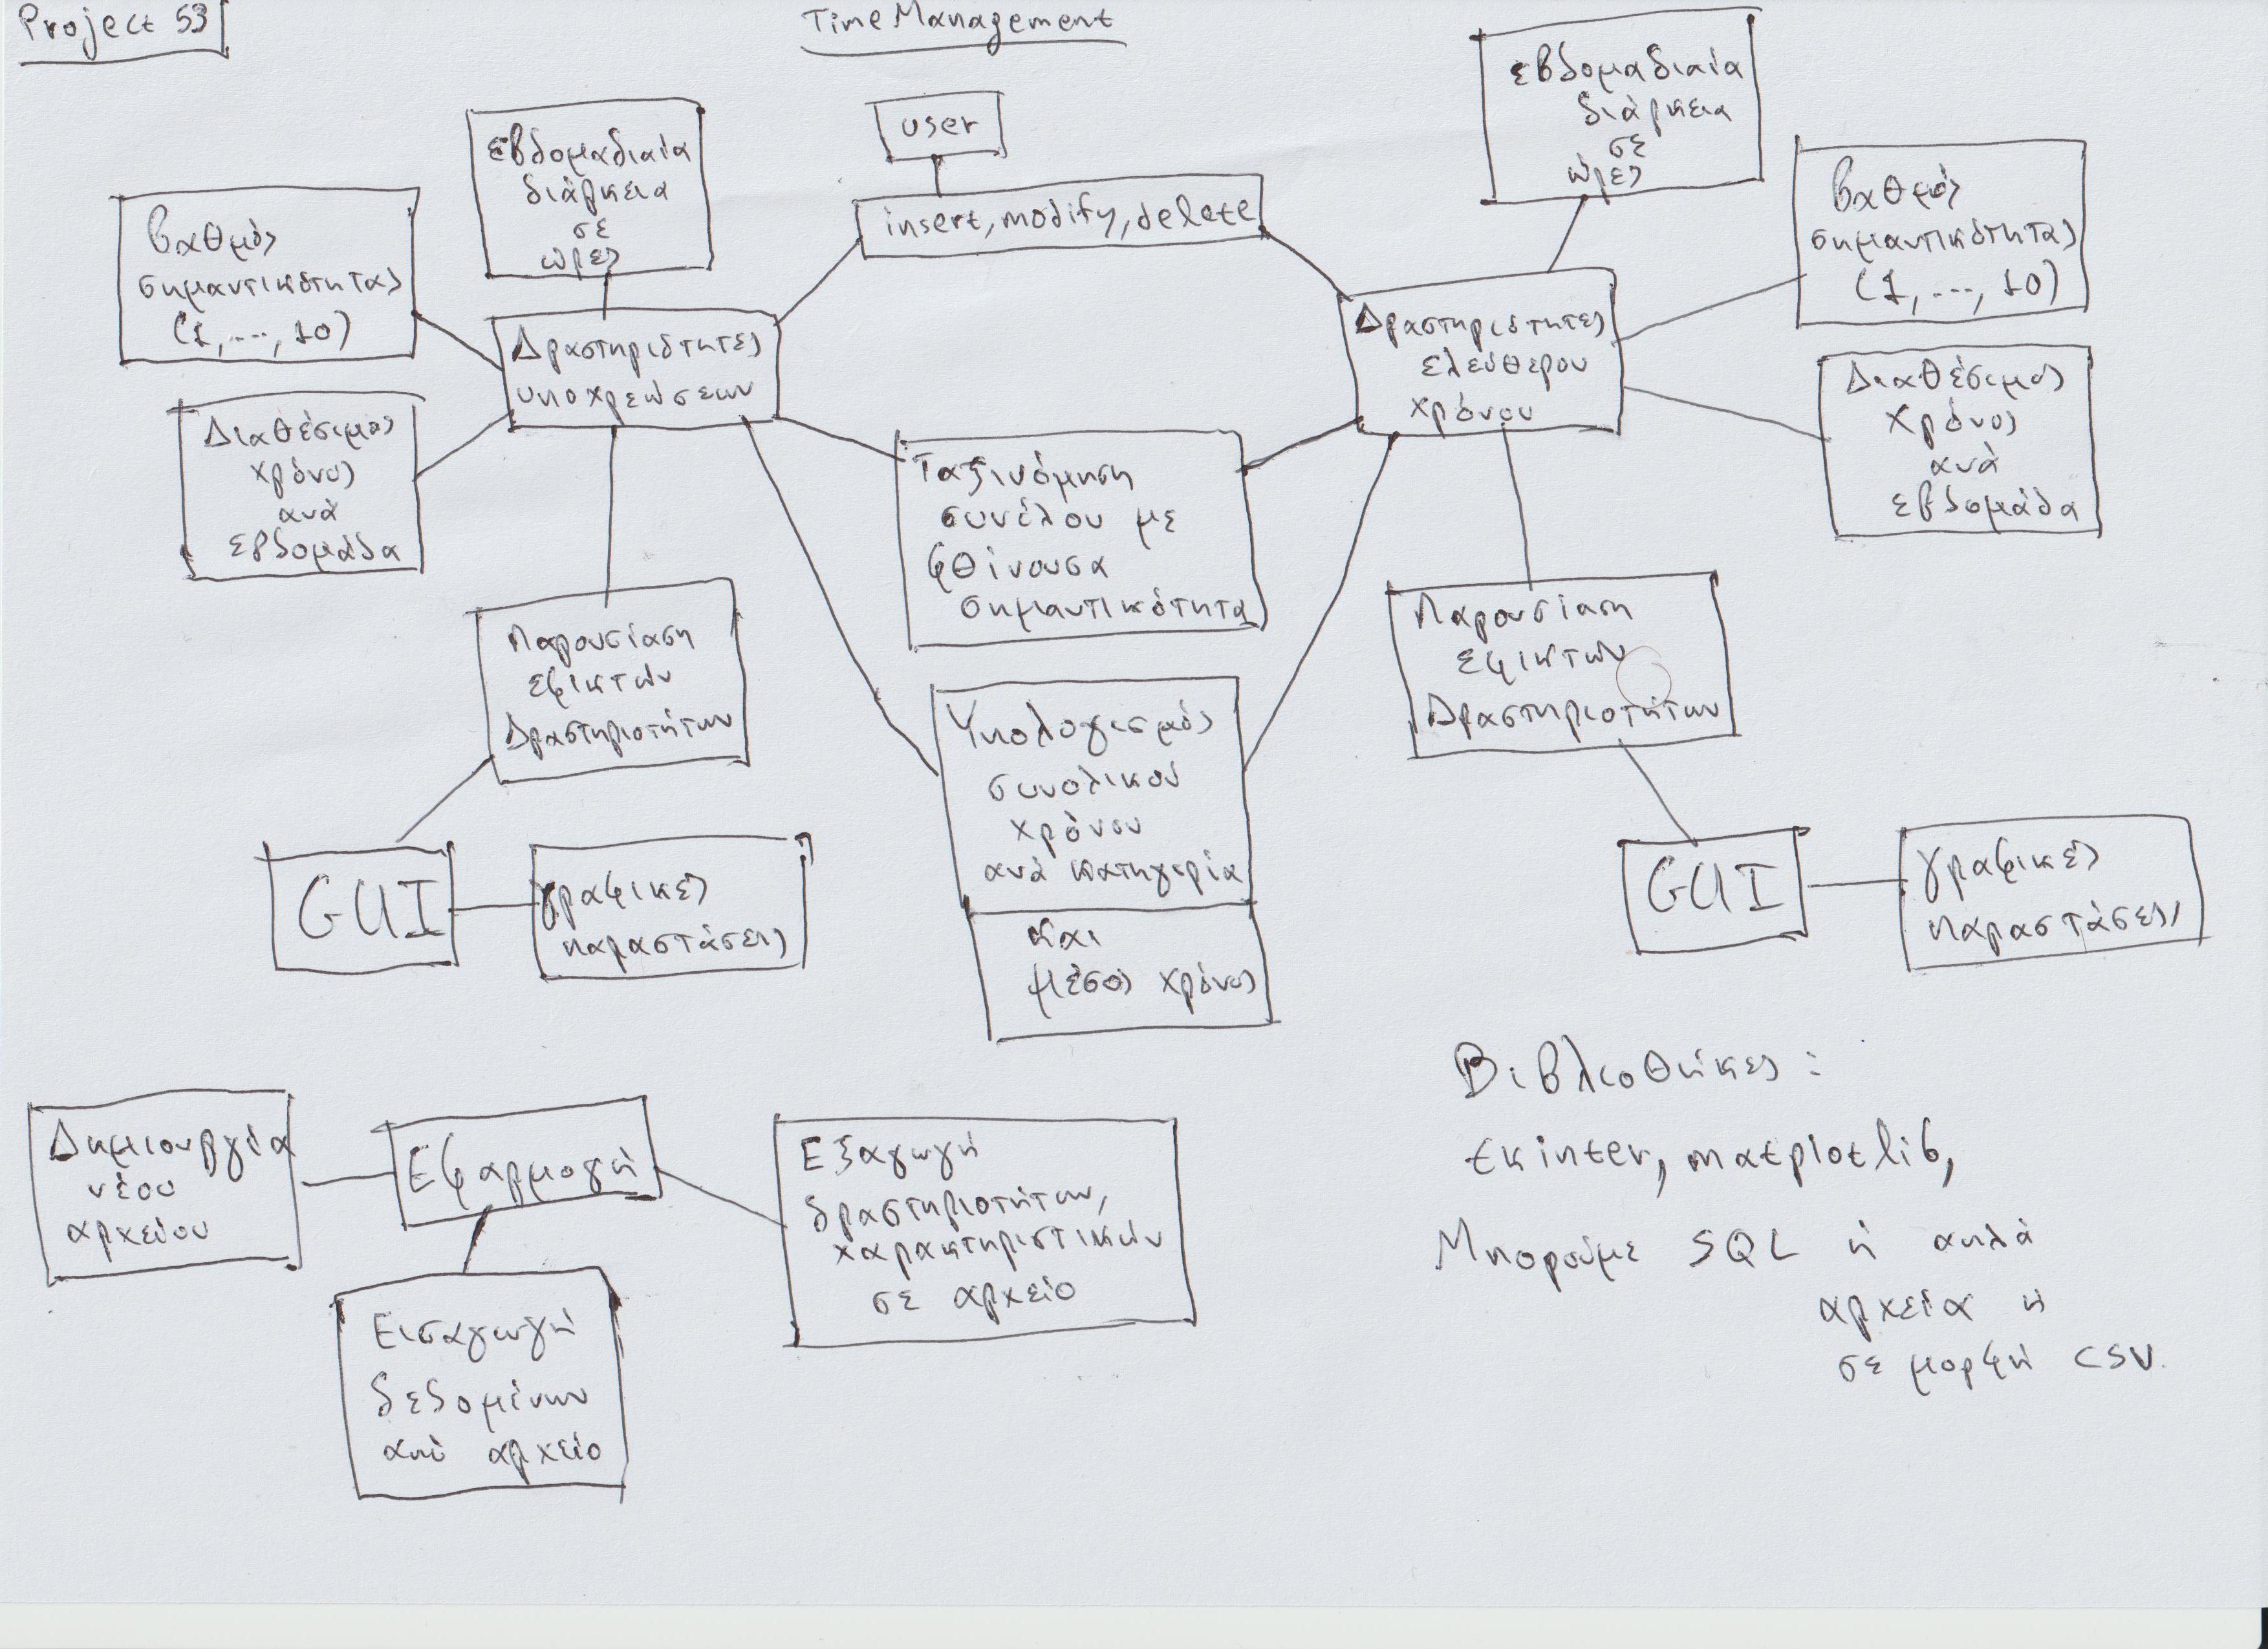 Project 53
Time Management
user
insert, modify, delete
εβδομαδιαία
διάρκεια
σε
ώρες
βαθμός
σημαντικότητας
(1, ..., 10)
Δραστηριότητες
υποχρεώσεων
Διαθέσιμος
χρόνος
ανά
εβδομάδα
εβδομαδιαία
διάρκεια
σε
ώρες
βαθμός
σημαντικότητας
(1, ..., 10)
Δραστηριότητες
ελεύθερου
χρόνου
Διαθέσιμος
χρόνος
ανά
εβδομάδα
Ταξινόμηση
συνόλου με
φθίνουσα
σημαντικότητα
Παρουσίαση
εφικτών
Δραστηριοτήτων
Υπολογισμός
συνολικού
χρόνου
ανά κατηγορία
και
μέσος χρόνος
Παρουσίαση
εφικτών
Δραστηριοτήτων
GUI
γραφικές
παραστάσεις
GUI
γραφικές
παραστάσεις
Δημιουργία
νέου
αρχείου
Εφαρμογή
Εξαγωγή
δραστηριοτήτων,
χαρακτηριστικών
σε αρχείο
Εισαγωγή
δεδομένων
από αρχείο
Βιβλιοθήκες:
tkinter, matplotlib,
Μπορούμε SQL ή απλά
αρχεία ή
σε μορφή CSV.